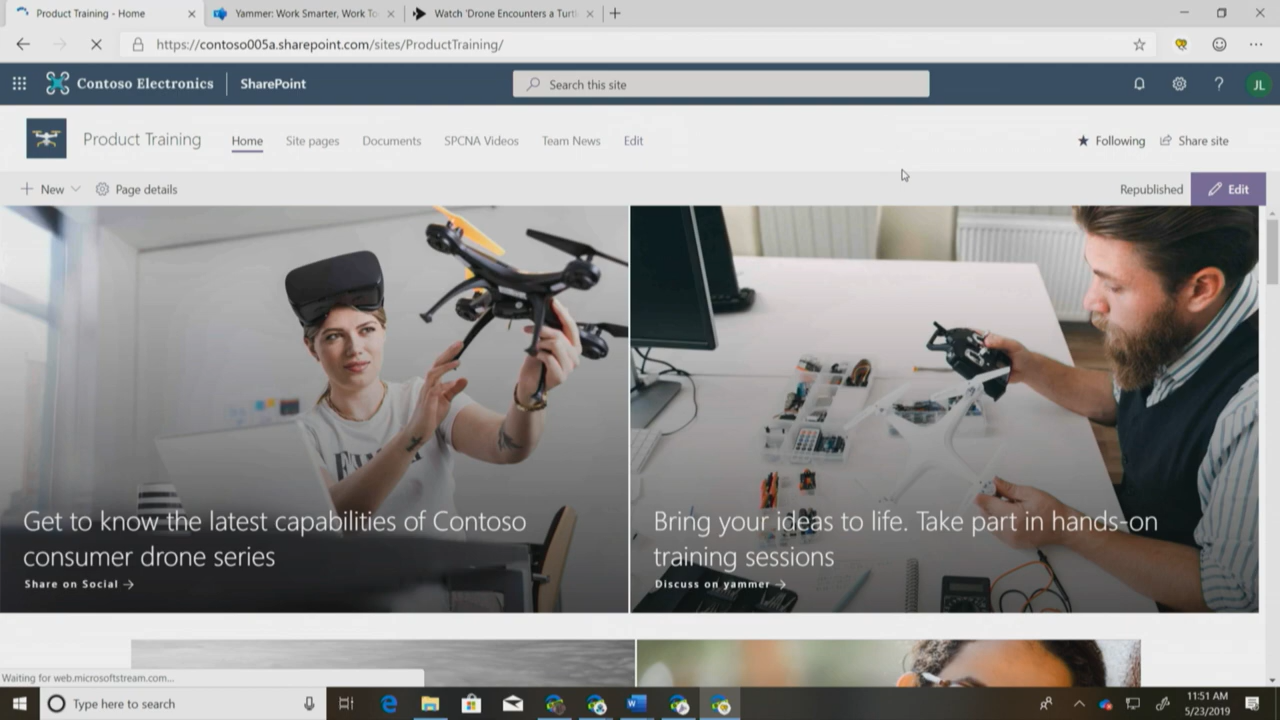 Product Training - Home
Yammer: Work Smarter, Work To
Watch 'Drone Encounters a Turtl
https://contoso005a.sharepoint.com/sites/ProductTraining/
Contoso Electronics
SharePoint
Search this site
JL
Product Training
Home
Site pages
Documents
SPCNA Videos
Team News
Edit
Following
Share site
New
Page details
Republished
Edit
Get to know the latest capabilities of Contoso
consumer drone series
Share on Social →
Bring your ideas to life. Take part in hands-on
training sessions
Discuss on yammer →
Waiting for web.microsoftstream.com...
Type here to search
11:51 AM
5/23/2019